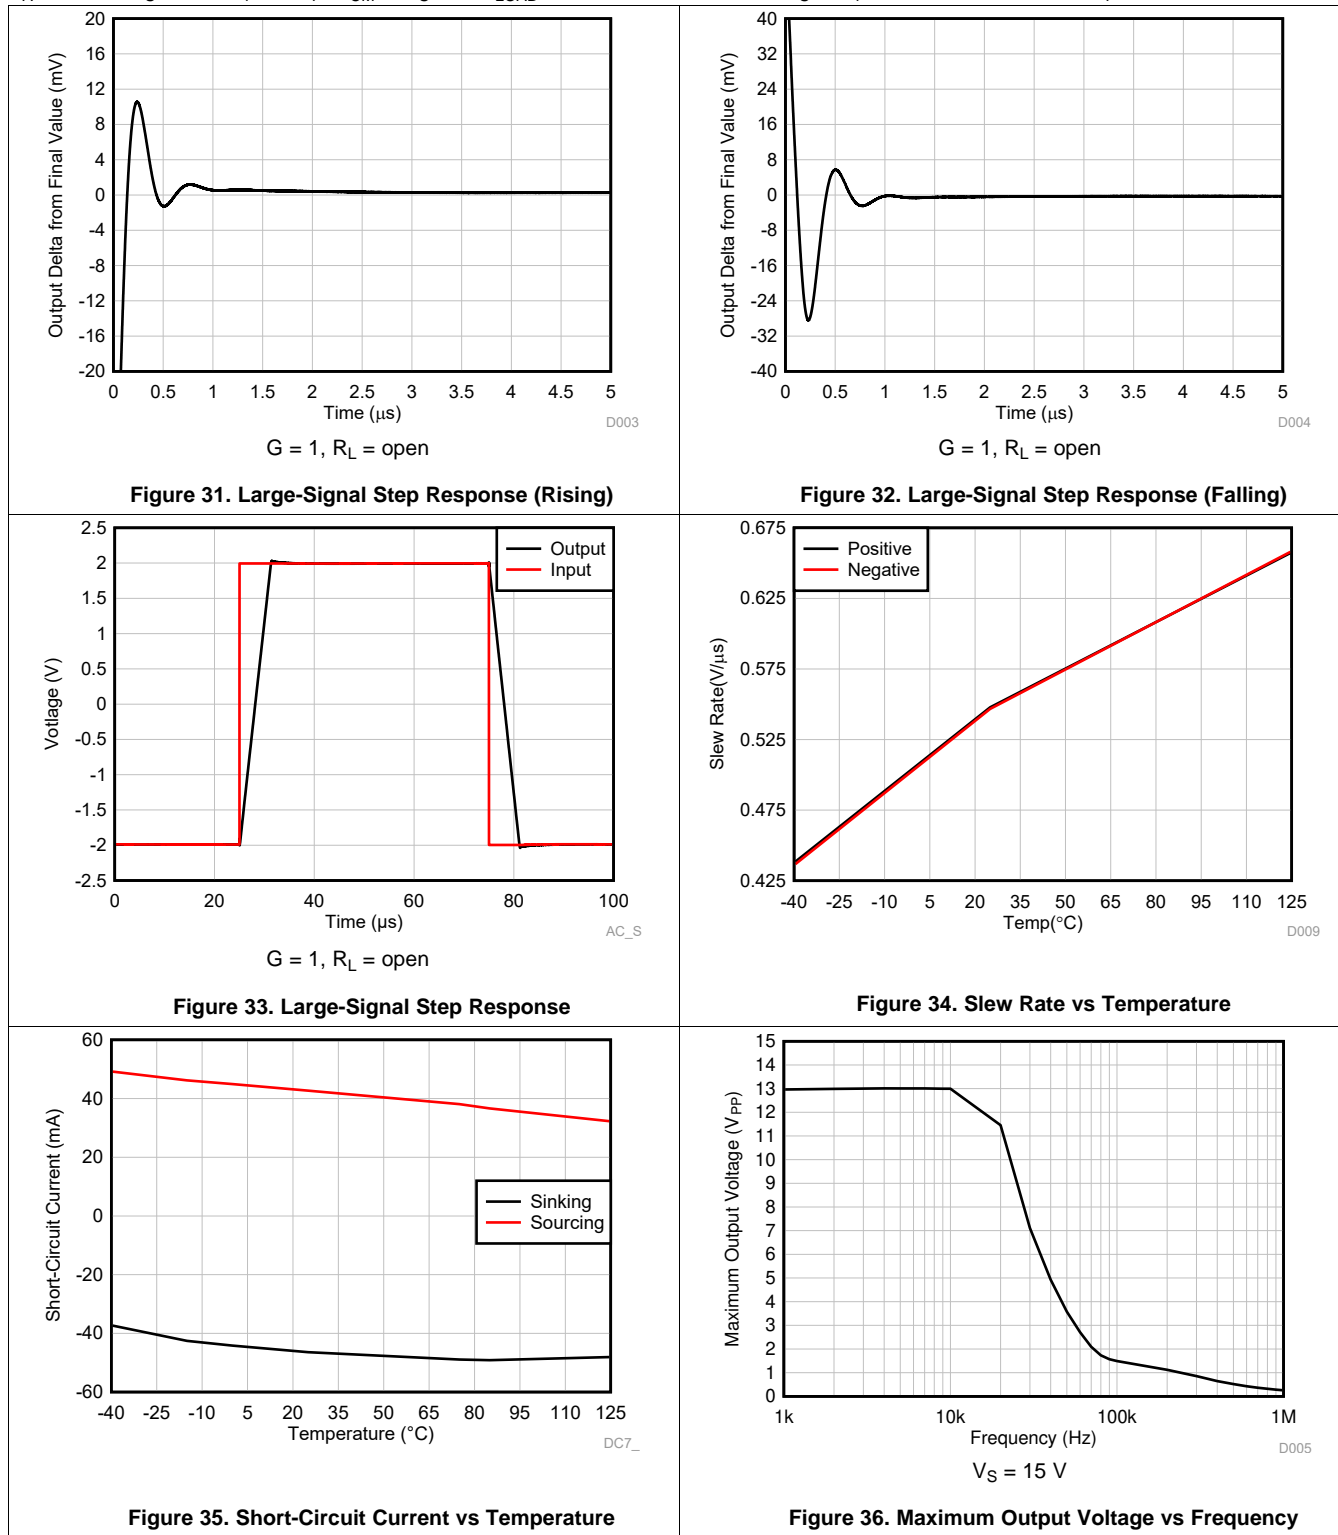 20
16
12
8
4
0
-4
-8
-12
-16
-20
Output Delta from Final Value (mV)
0 0.5 1 1.5 2 2.5 3 3.5 4 4.5 5
Time (µs)
D003
G = 1, RL = open
Figure 31. Large-Signal Step Response (Rising)
40
32
24
16
8
0
-8
-16
-24
-32
-40
Output Delta from Final Value (mV)
0 0.5 1 1.5 2 2.5 3 3.5 4 4.5 5
Time (µs)
D004
G = 1, RL = open
Figure 32. Large-Signal Step Response (Falling)
2.5
2
1.5
1
0.5
0
-0.5
-1
-1.5
-2
-2.5
Votlage (V)
Output
Input
0 20 40 60 80 100
Time (µs)
AC_S
G = 1, RL = open
Figure 33. Large-Signal Step Response
0.675
0.625
0.575
0.525
0.475
0.425
Slew Rate(V/µs)
Positive
Negative
-40 -25 -10 5 20 35 50 65 80 95 110 125
Temp(°C)
D009
Figure 34. Slew Rate vs Temperature
60
40
20
0
-20
-40
-60
Short-Circuit Current (mA)
Sinking
Sourcing
-40 -25 -10 5 20 35 50 65 80 95 110 125
Temperature (°C)
DC7_
Figure 35. Short-Circuit Current vs Temperature
15
14
13
12
11
10
9
8
7
6
5
4
3
2
1
0
Maximum Output Voltage (VPP)
1k 10k 100k 1M
Frequency (Hz)
D005
VS = 15 V
Figure 36. Maximum Output Voltage vs Frequency